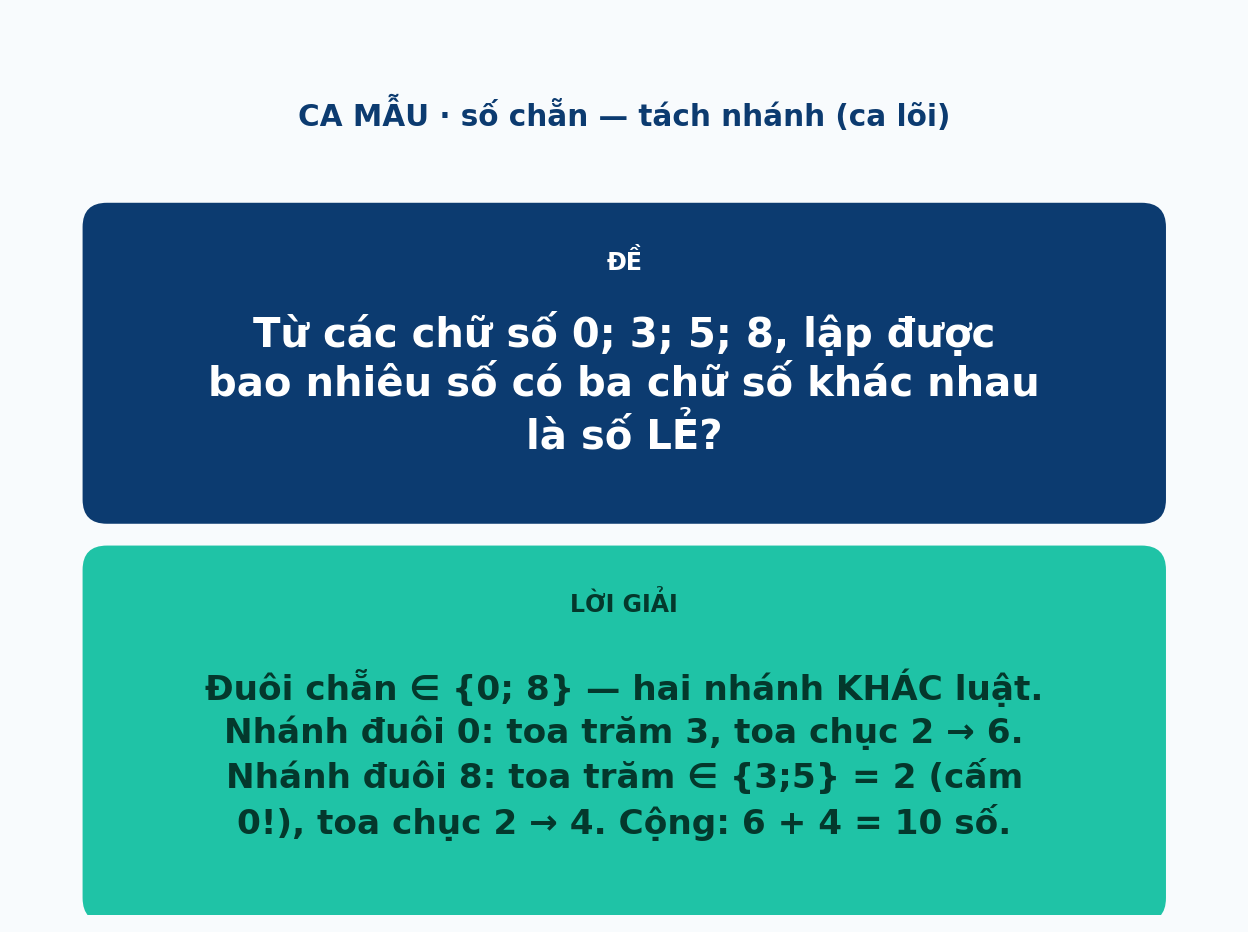 CA MẪU · số chẵn — tách nhánh (ca lõi)
ĐỀ
Từ các chữ số 0; 3; 5; 8, lập được
bao nhiêu số có ba chữ số khác nhau
là số LẺ?
LỜI GIẢI
Đuôi chẵn ∈ {0; 8} — hai nhánh KHÁC luật.
Nhánh đuôi 0: toa trăm 3, toa chục 2 → 6.
Nhánh đuôi 8: toa trăm ∈ {3;5} = 2 (cấm
0!), toa chục 2 → 4. Cộng: 6 + 4 = 10 số.